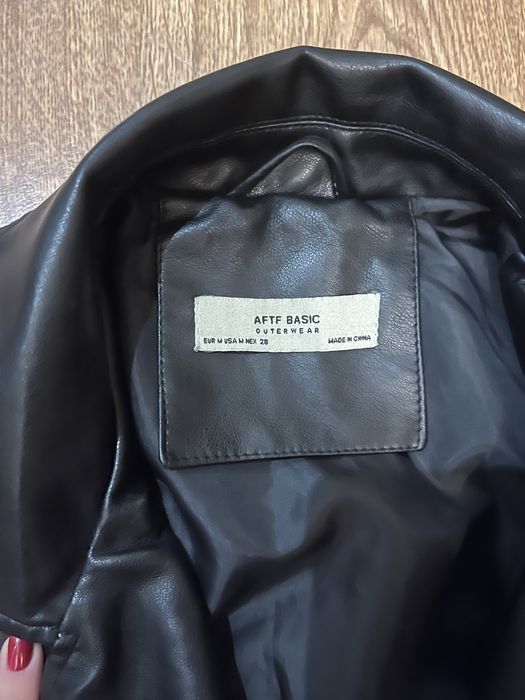 AFTF BASIC
OUTERWEAR
EUR M USA M MEX 28 MADE IN CHINA